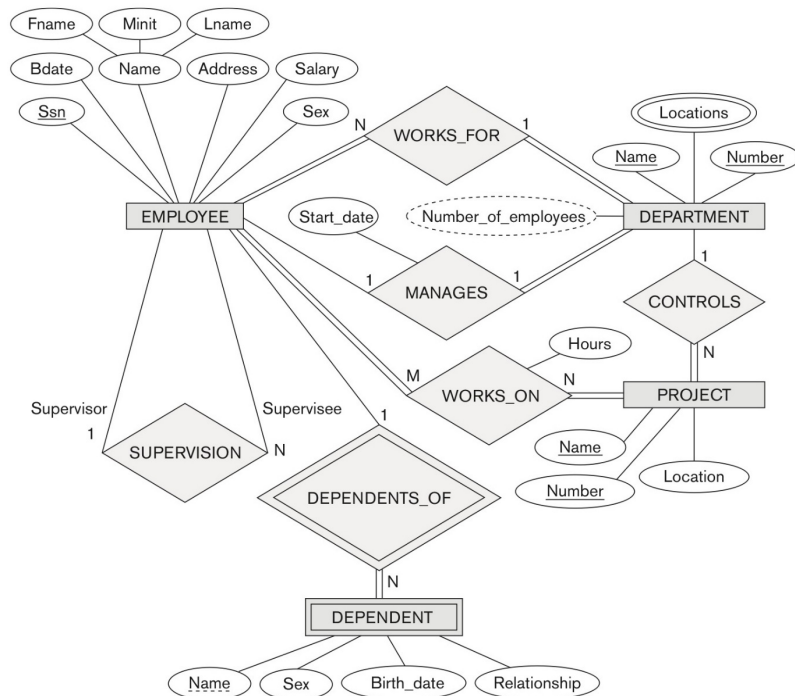 Fname
Minit
Lname
Bdate
Name
Address
Salary
Ssn
Sex
N
WORKS_FOR
1
Locations
Name
Number
EMPLOYEE
Start_date
Number_of_employees
DEPARTMENT
1
MANAGES
1
1
CONTROLS
N
Hours
M
WORKS_ON
N
PROJECT
Supervisor
1
SUPERVISION
Supervisee
N
1
Name
Number
Location
DEPENDENTS_OF
N
DEPENDENT
Name
Sex
Birth_date
Relationship